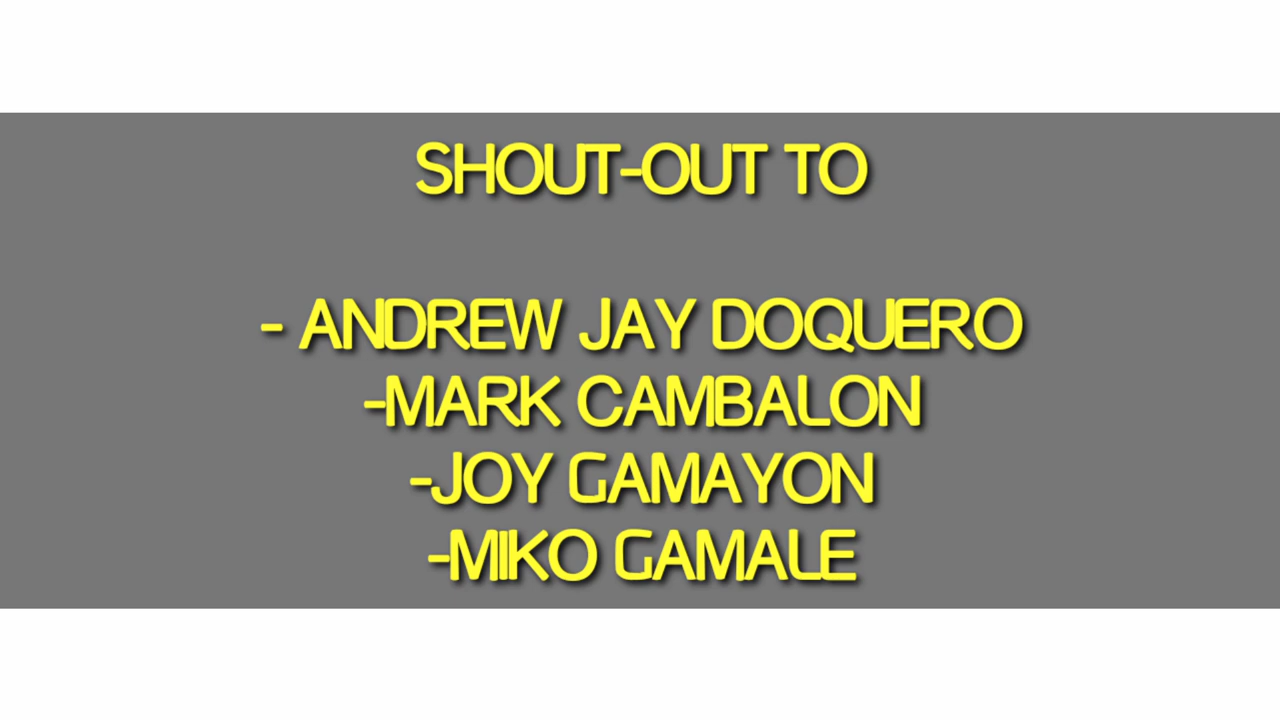 SHOUT-OUT TO
- ANDREW JAY DOQUERO
-MARK CAMBALON
-JOY GAMAYON
-MIKO GAMALE